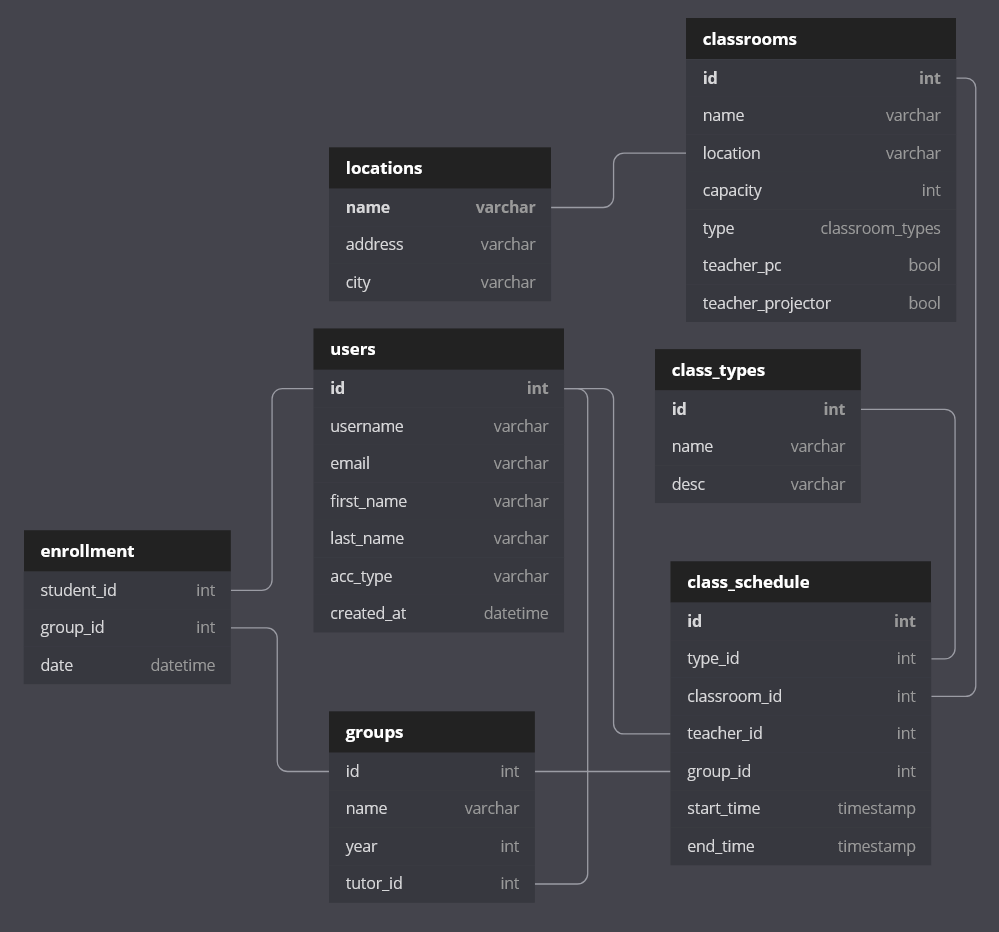 classrooms
id int
name varchar
location varchar
capacity int
type classroom_types
teacher_pc bool
teacher_projector bool
locations
name varchar
address varchar
city varchar
users
id int
username varchar
email varchar
first_name varchar
last_name varchar
acc_type varchar
created_at datetime
class_types
id int
name varchar
desc varchar
enrollment
student_id int
group_id int
date datetime
class_schedule
id int
type_id int
classroom_id int
teacher_id int
group_id int
start_time timestamp
end_time timestamp
groups
id int
name varchar
year int
tutor_id int